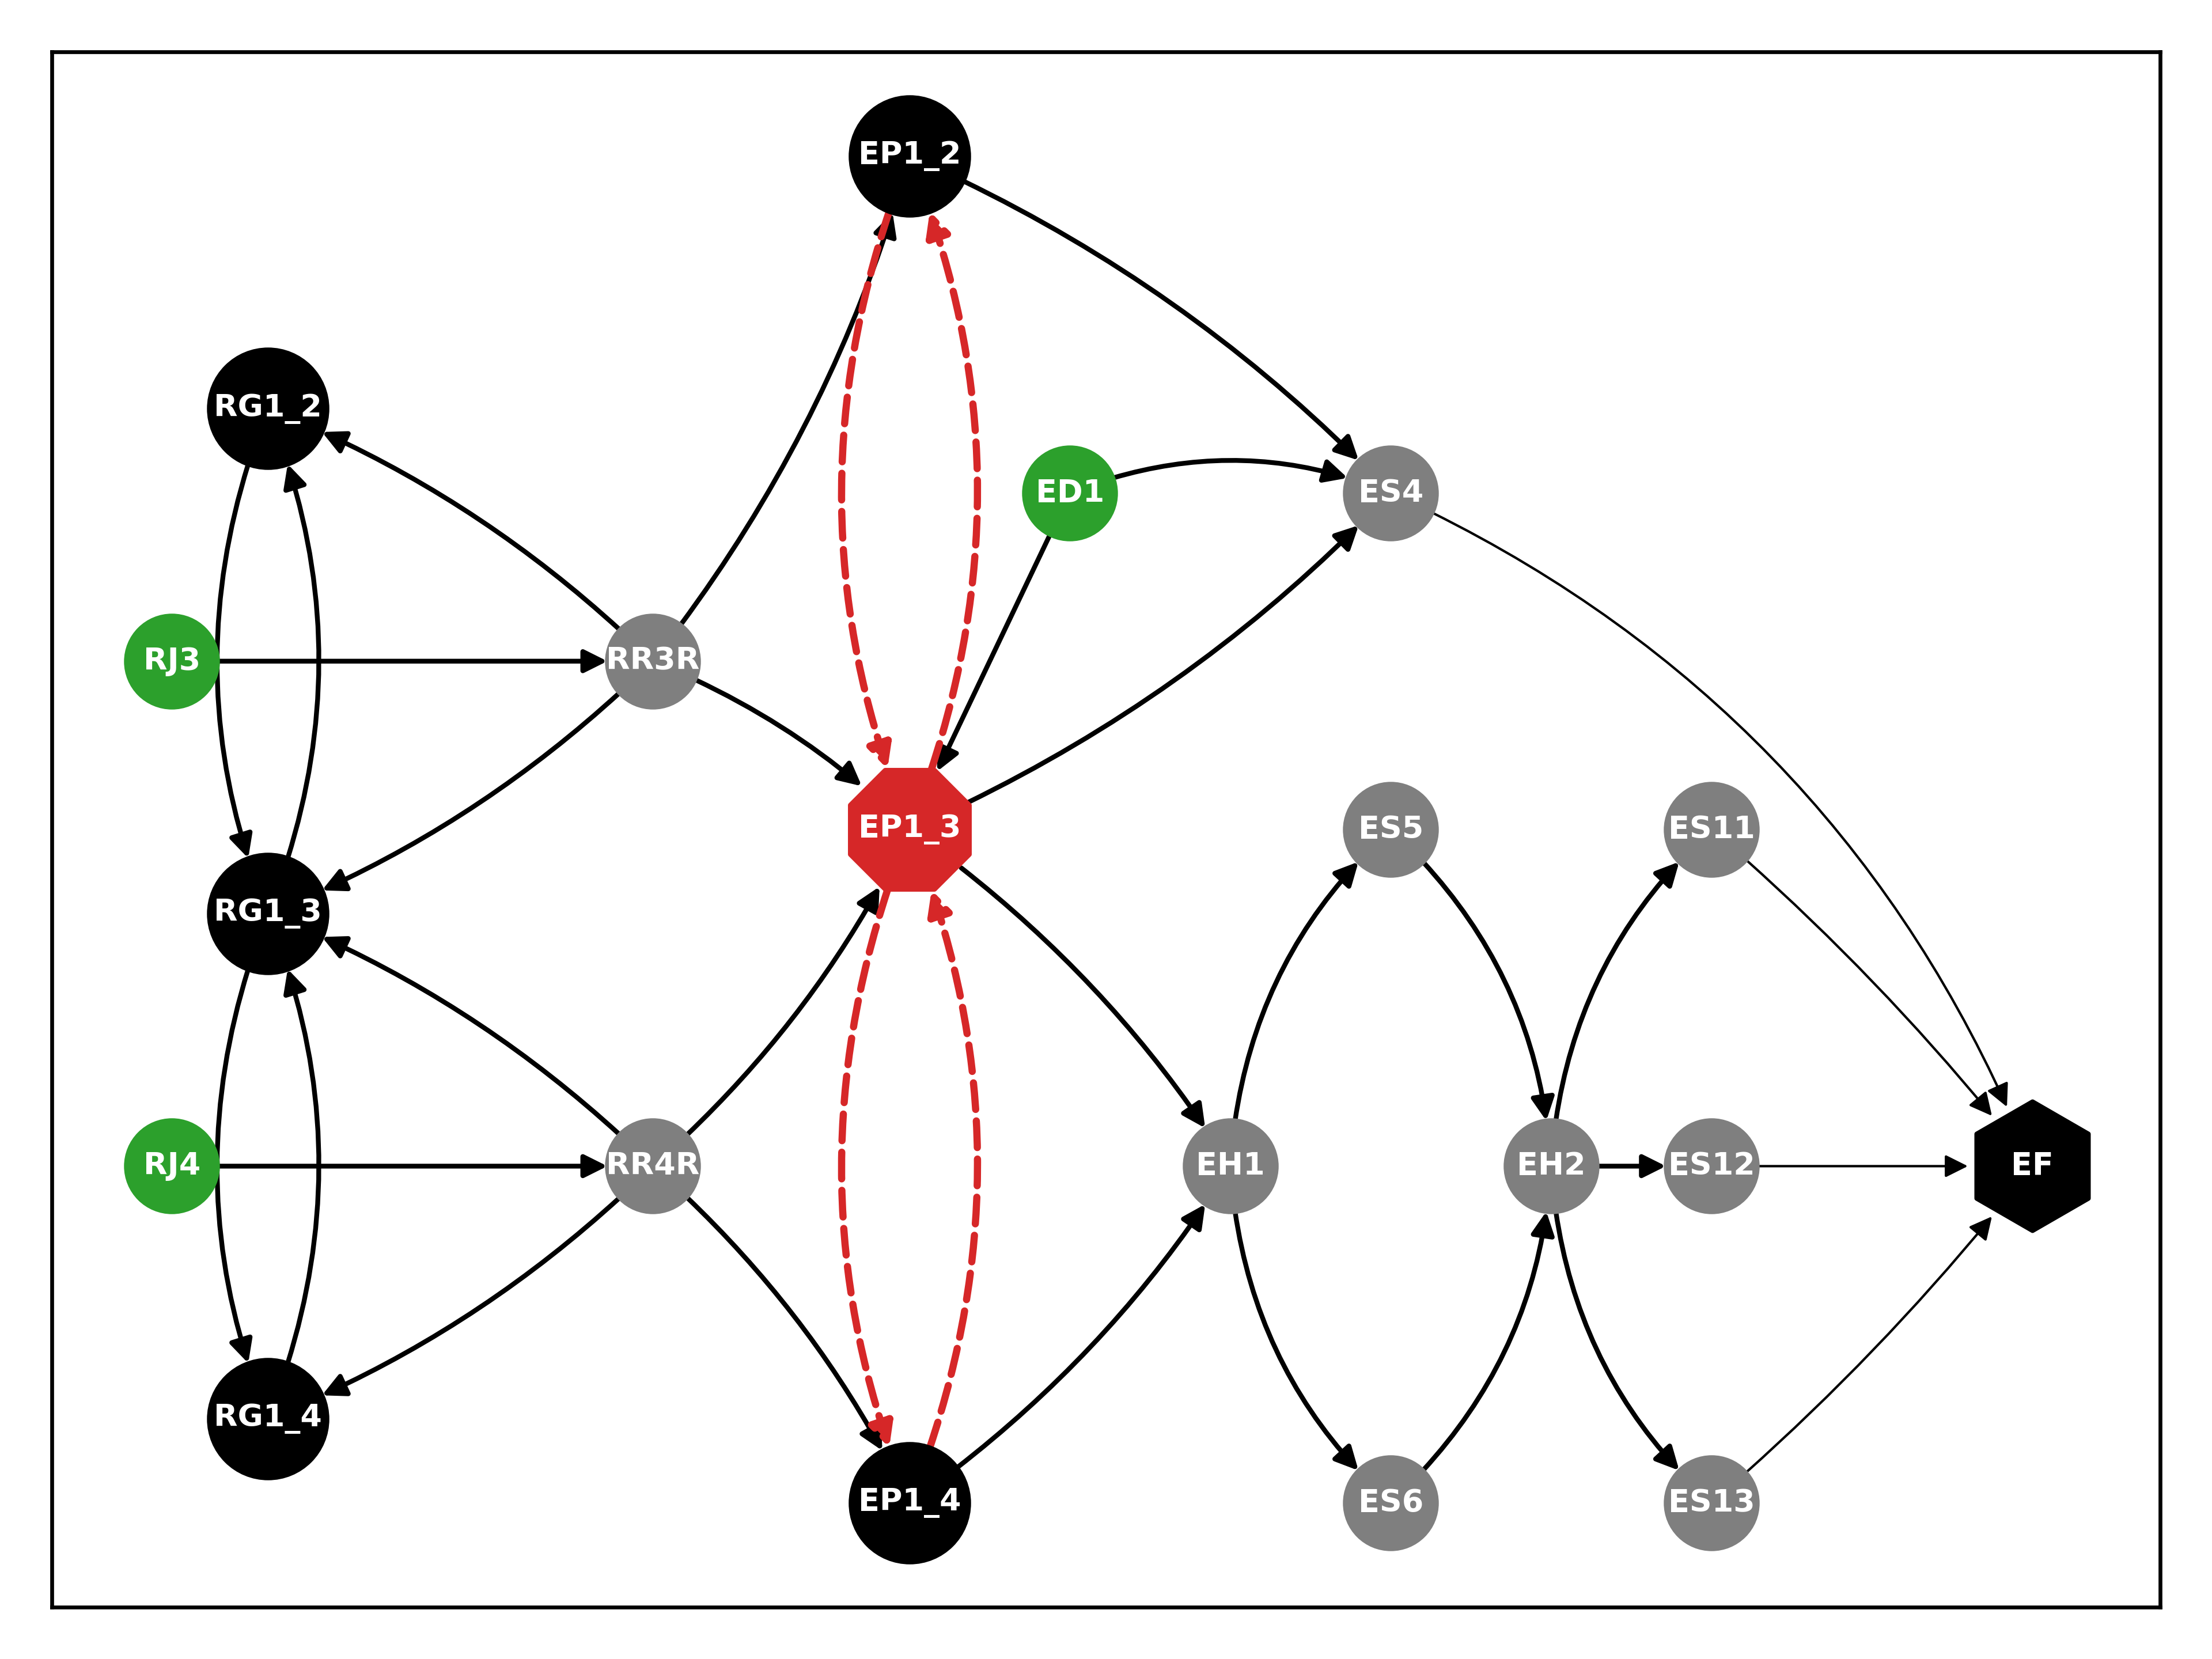 EP1_2
RG1_2
ED1
ES4
RJ3
RR3R
EP1_3
ES5
ES11
RG1_3
RJ4
RR4R
EH1
EH2
ES12
EF
RG1_4
EP1_4
ES6
ES13